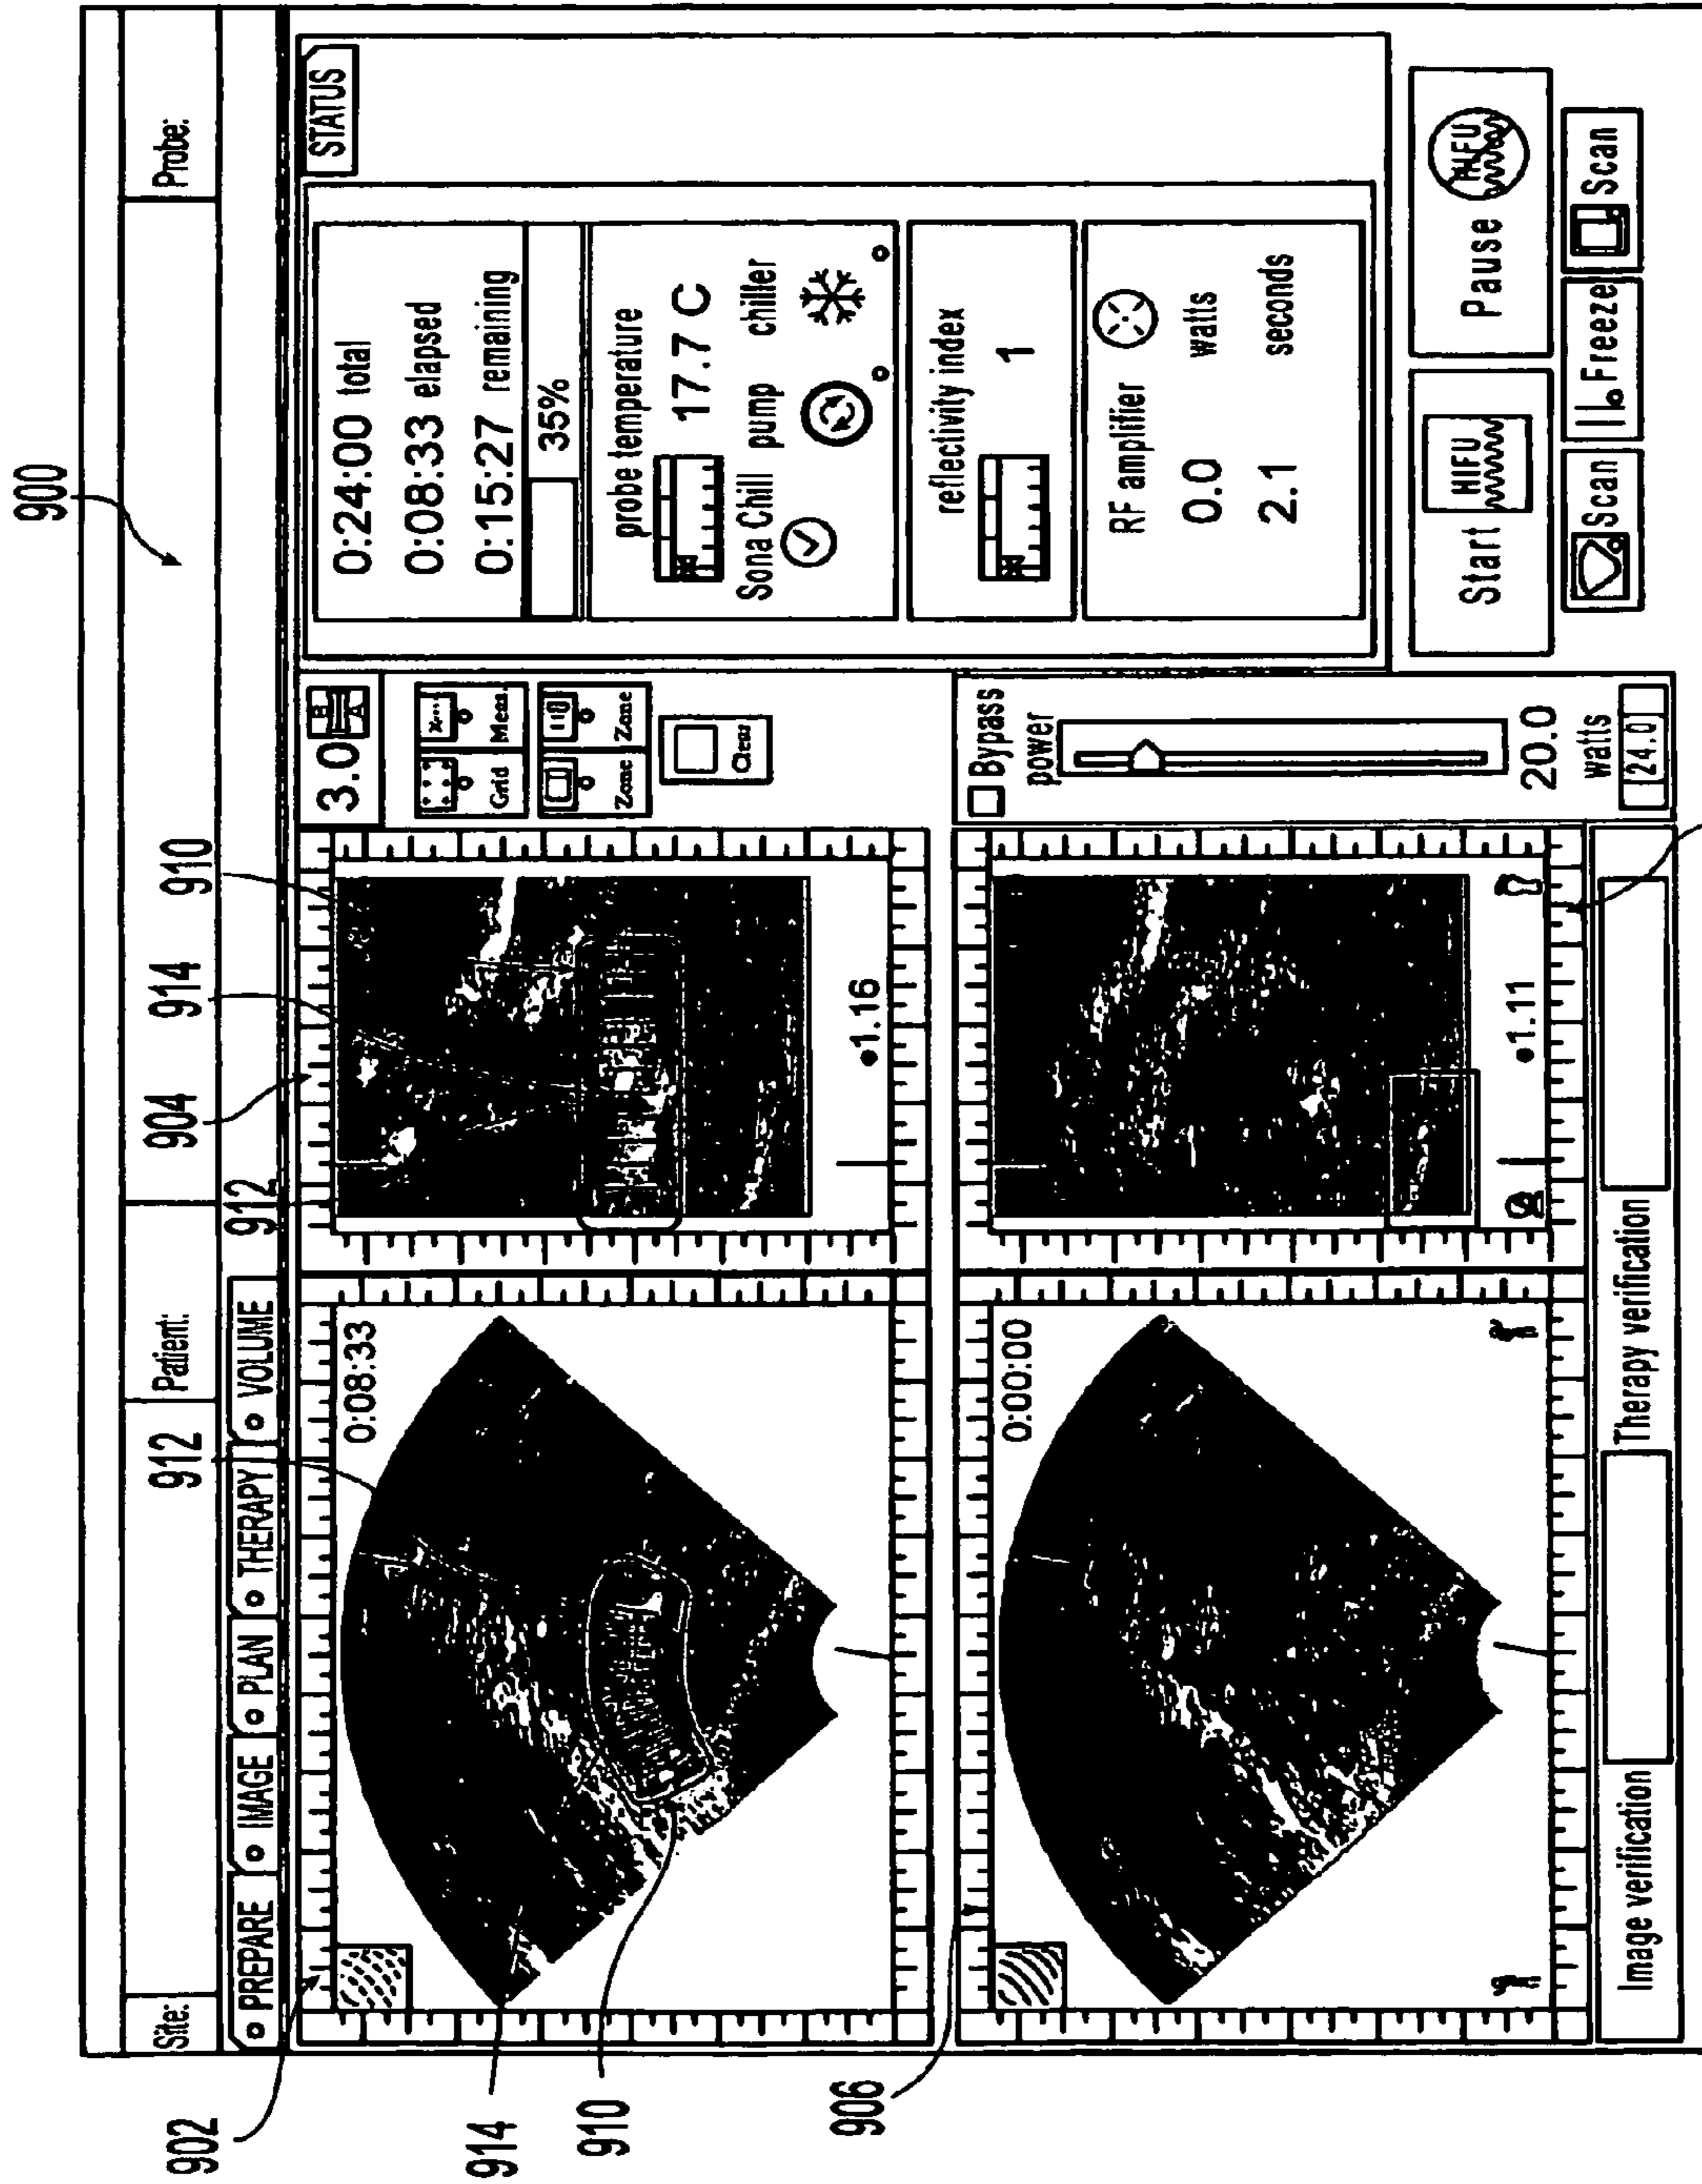 900
Site:
Patient:
Probe:
PREPARE
IMAGE
PLAN
THERAPY
VOLUME
902
912
912
904
914
910
914
910
906
0:08:33
•1.16
3.0
B
A
Grid
Meas.
Zone
Zone
Clear
STATUS
0:24:00 total
0:08:33 elapsed
0:15:27 remaining
35%
probe temperature
17.7 C
Sona Chill pump chiller
reflectivity index
1
RF amplifier
0.0 watts
2.1 seconds
0:00:00
•1.11
Bypass
power
20.0
watts
24.0
Start HIFU
Pause HIFU
Scan
Freeze
Scan
Image verification
Therapy verification